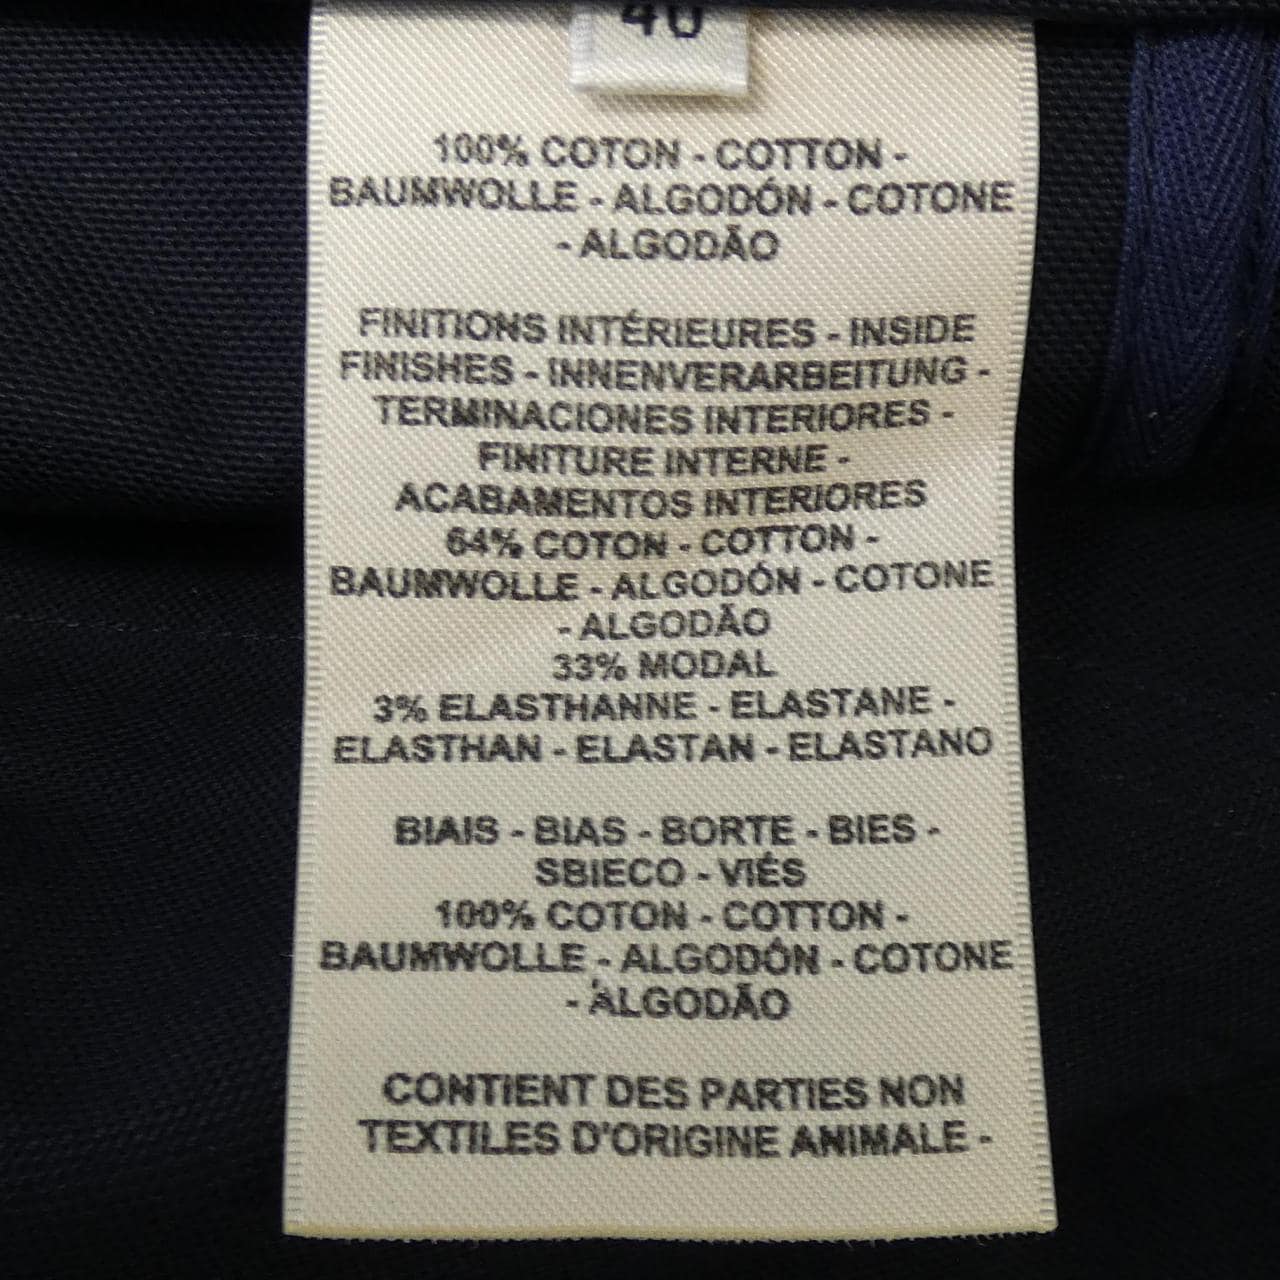 40
100% COTON - COTTON -
BAUMWOLLE - ALGODÓN - COTONE
- ALGODÃO
FINITIONS INTÉRIEURES - INSIDE
FINISHES - INNENVERARBEITUNG -
TERMINACIONES INTERIORES -
FINITURE INTERNE -
ACABAMENTOS INTERIORES
64% COTON - COTTON -
BAUMWOLLE - ALGODÓN - COTONE
- ALGODÃO
33% MODAL
3% ELASTHANNE - ELASTANE -
ELASTHAN - ELASTAN - ELASTANO
BIAIS - BIAS - BORTE - BIES -
SBIECO - VIÉS
100% COTON - COTTON -
BAUMWOLLE - ALGODÓN - COTONE
- ALGODÃO
CONTIENT DES PARTIES NON
TEXTILES D'ORIGINE ANIMALE -